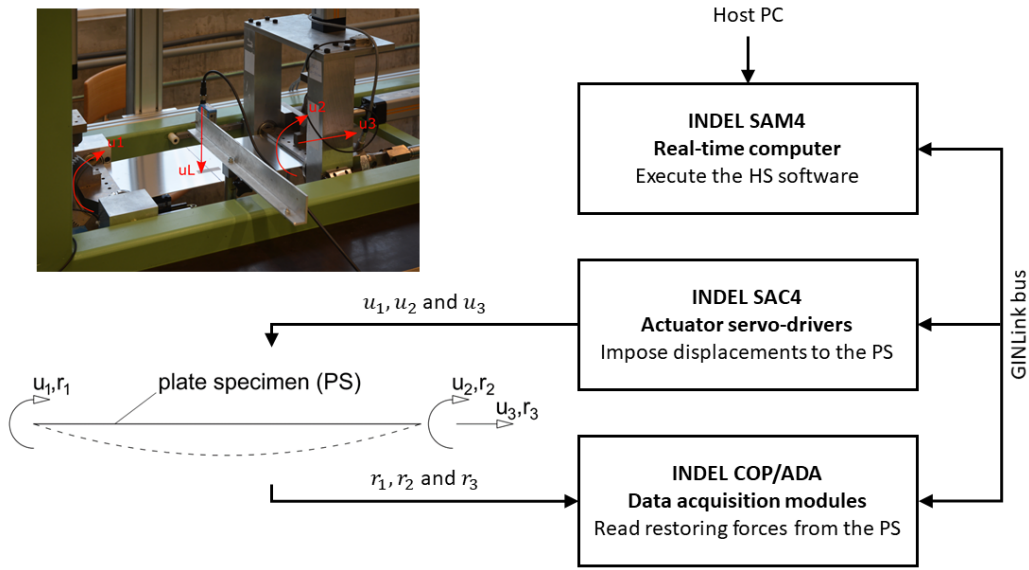 Host PC
u1
u2
u3
uL
INDEL SAM4
Real-time computer
Execute the HS software
u₁, u₂ and u₃
INDEL SAC4
Actuator servo-drivers
Impose displacements to the PS
GINLink bus
plate specimen (PS)
u₁,r₁
u₂,r₂
u₃,r₃
r₁, r₂ and r₃
INDEL COP/ADA
Data acquisition modules
Read restoring forces from the PS